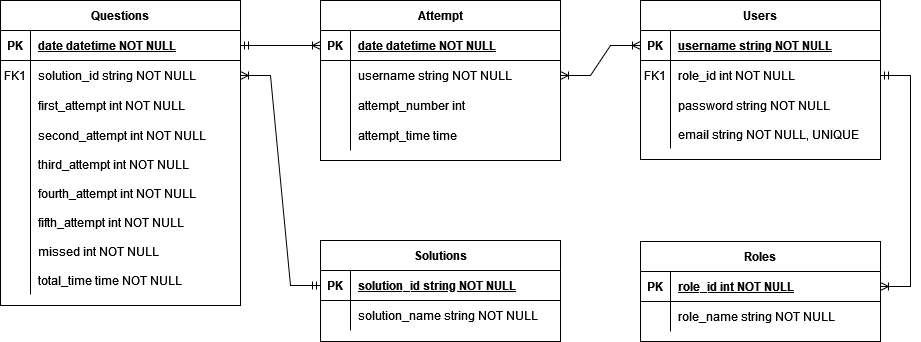 Questions
PK date datetime NOT NULL
FK1 solution_id string NOT NULL
first_attempt int NOT NULL
second_attempt int NOT NULL
third_attempt int NOT NULL
fourth_attempt int NOT NULL
fifth_attempt int NOT NULL
missed int NOT NULL
total_time time NOT NULL
Attempt
PK date datetime NOT NULL
username string NOT NULL
attempt_number int
attempt_time time
Users
PK username string NOT NULL
FK1 role_id int NOT NULL
password string NOT NULL
email string NOT NULL, UNIQUE
Solutions
PK solution_id string NOT NULL
solution_name string NOT NULL
Roles
PK role_id int NOT NULL
role_name string NOT NULL